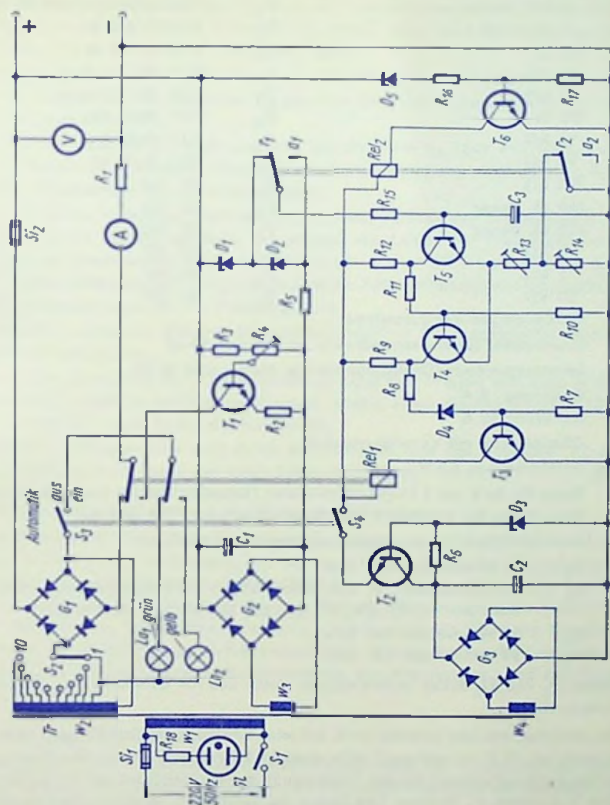 +
−
Si2
V
A
R1
Automatik
aus
ein
S3
10
1
S2
Tr
W2
G1
La1 grün
gelb
La2
T1
R2
R3
R4
R5
D1
D2
r1
a1
C1
G2
W3
W1
Si1
R18
GL
S1
220V
50Hz
W4
G3
C2
R6
D3
T2
S4
Rel1
T3
D4
R7
R8
R9
T4
R10
R11
R12
T5
R13
R14
R15
C3
Rel2
r2
a2
T6
D5
R16
R17